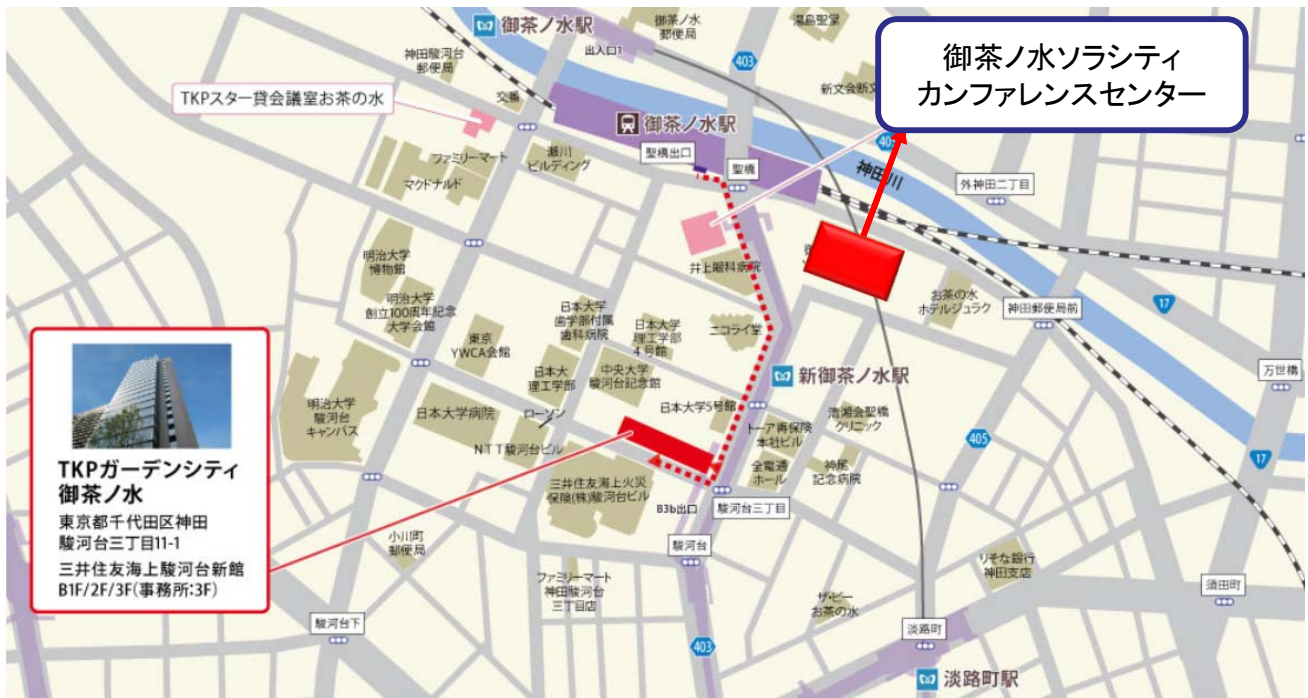 御茶ノ水駅
御茶ノ水
郵便局
湯島聖堂
出入口1
神田駿河台
郵便局
403
御茶ノ水ソラシティ
カンファレンスセンター
新文会断文
TKPスター貸会議室お茶の水
交番
御茶ノ水駅
聖橋出口
聖橋
神田川
外神田二丁目
ファミリーマート
マクドナルド
瀬川
ビルディング
井上眼科病院
お茶の水
ホテルジュラク
神田郵便局前
17
明治大学
博物館
明治大学
創立100周年記念
大学会館
東京
YWCA会館
日本大学
歯学部付属
歯科病院
日本大学
理工学部
4号館
ニコライ堂
新御茶ノ水駅
万世橋
日本大
理工学部
中央大学
駿河台記念館
日本大学5号館
明治大学
駿河台
キャンパス
日本大学病院
ローソン
NTT駿河台ビル
トーア再保険
本社ビル
清湘会聖橋
クリニック
405
17
全電通
ホール
神尾
記念病院
三井住友海上火災
保険(株)駿河台ビル
駿河台三丁目
B3b出口
TKPガーデンシティ
御茶ノ水
東京都千代田区神田
駿河台三丁目11-1
三井住友海上駿河台新館
B1F/2F/3F(事務所:3F)
小川町
郵便局
駿河台
ファミリーマート
神田駿河台
三丁目店
りそな銀行
神田支店
須田町
ザ・ビー
お茶の水
駿河台下
403
淡路町
淡路町駅